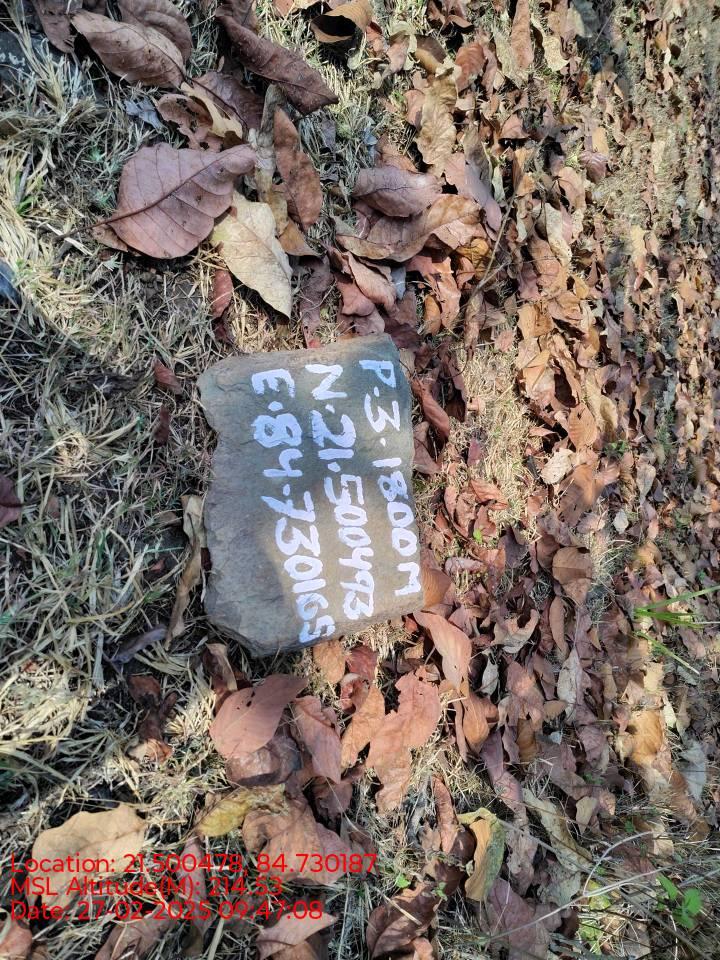 P.3.1800M
N.21.500493
E.84.730165
Location: 21.500478, 84.730187
MSL Altitude(M): 214.53
Date: 27-02-2025 09:47:08